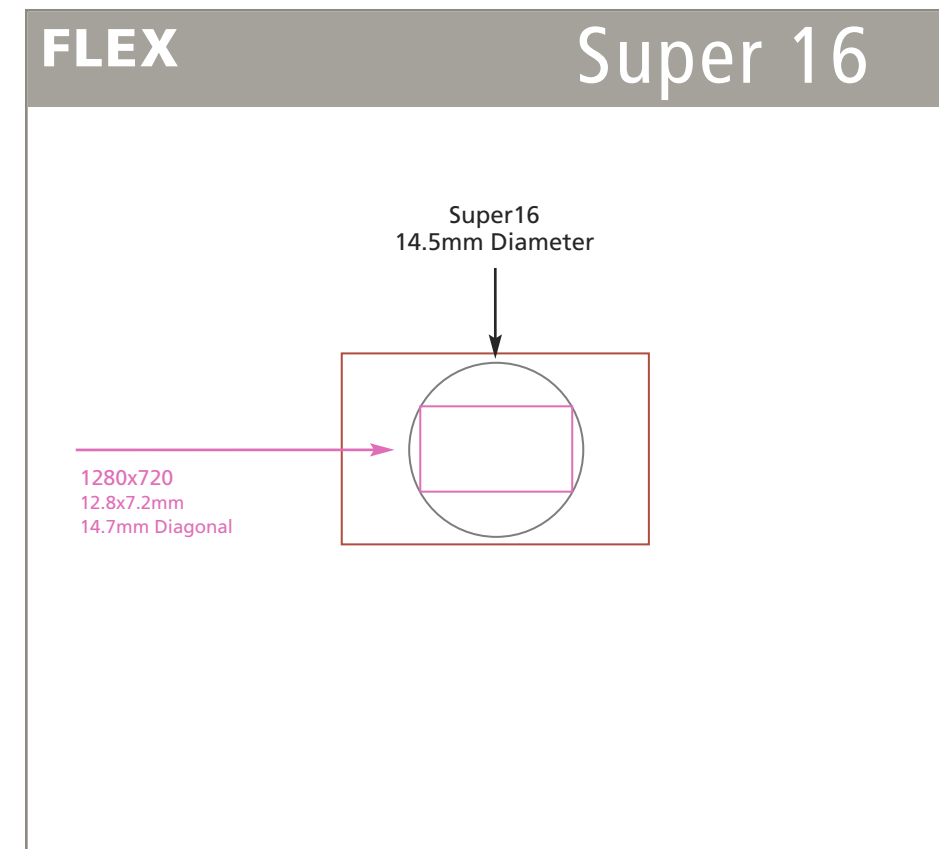 FLEX
Super 16
Super16
14.5mm Diameter
1280x720
12.8x7.2mm
14.7mm Diagonal